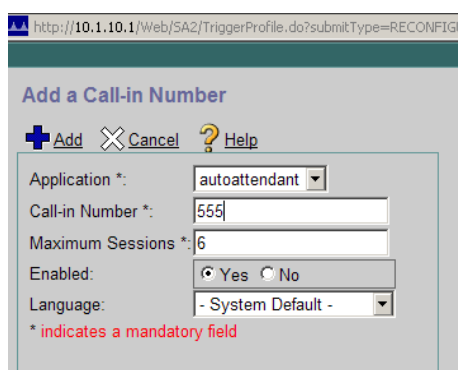 http://10.1.10.1/Web/SA2/TriggerProfile.do?submitType=RECONFIGU
Add a Call-in Number
Add Cancel Help
Application *: autoattendant
Call-in Number *: 555
Maximum Sessions *: 6
Enabled: Yes No
Language: - System Default -
* indicates a mandatory field